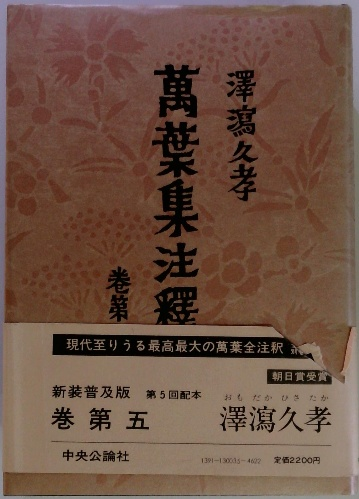 澤瀉久孝
萬葉集注釋
巻第
現代至りうる最高最大の萬葉全注釈
朝日賞受賞
新装普及版 第5回配本
おもだかひさたか
巻第五 澤瀉久孝
中央公論社
定価2200円